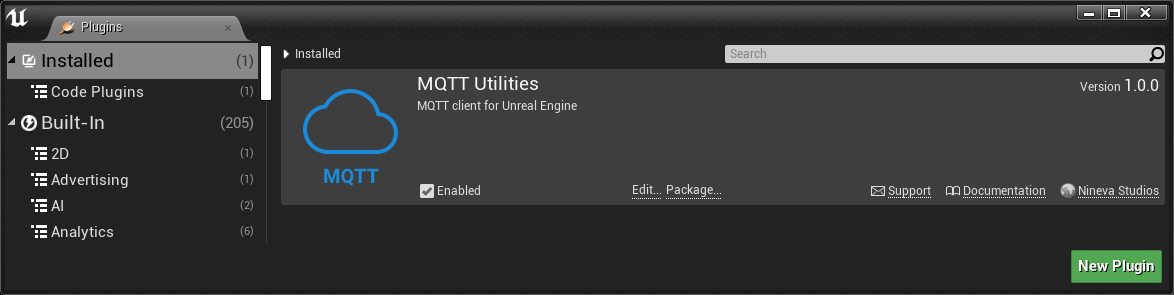 Plugins
Installed (1)
Code Plugins (1)
Built-In (205)
2D (1)
Advertising (1)
AI (2)
Analytics (6)
Installed
Search
MQTT Utilities
Version 1.0.0
MQTT client for Unreal Engine
MQTT
Enabled
Edit... Package...
Support Documentation Nineva Studios
New Plugin